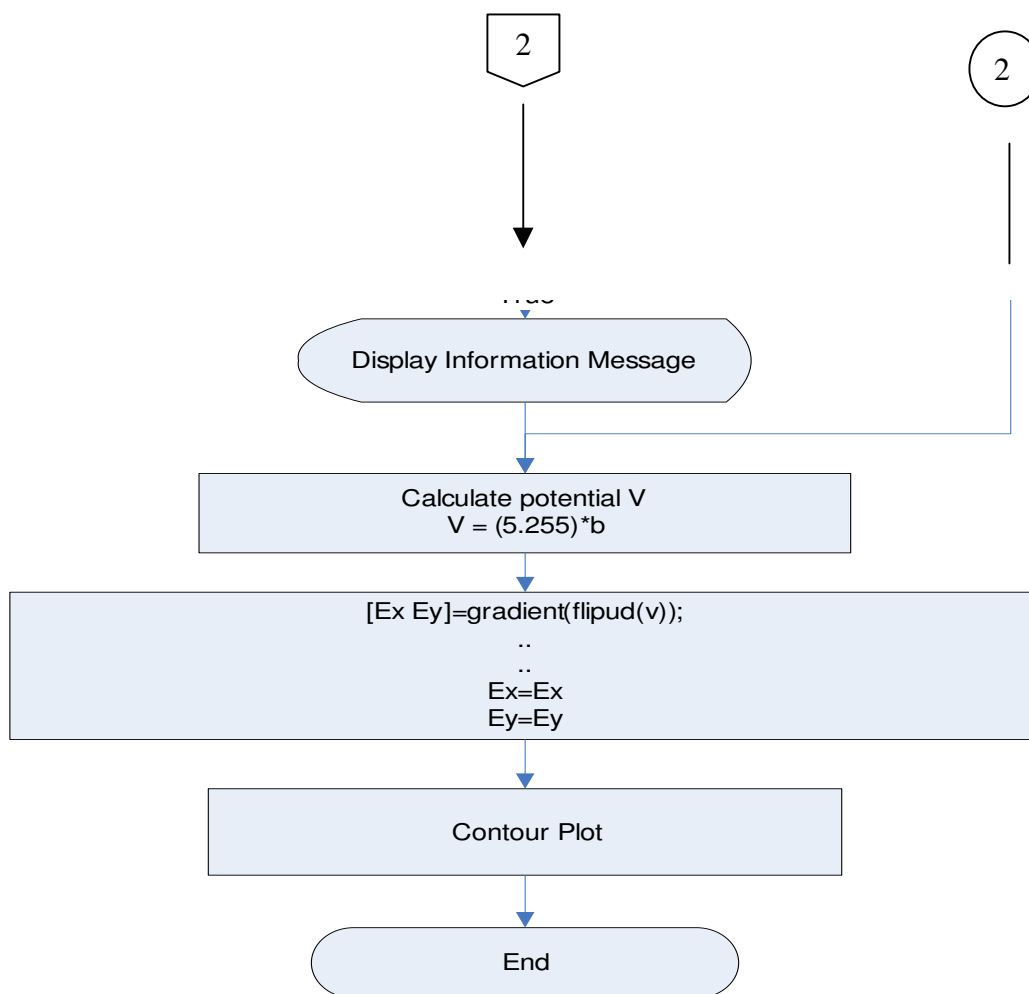 2
2
Display Information Message
Calculate potential V
V = (5.255)*b
[Ex Ey]=gradient(flipud(v));
..
..
Ex=Ex
Ey=Ey
Contour Plot
End